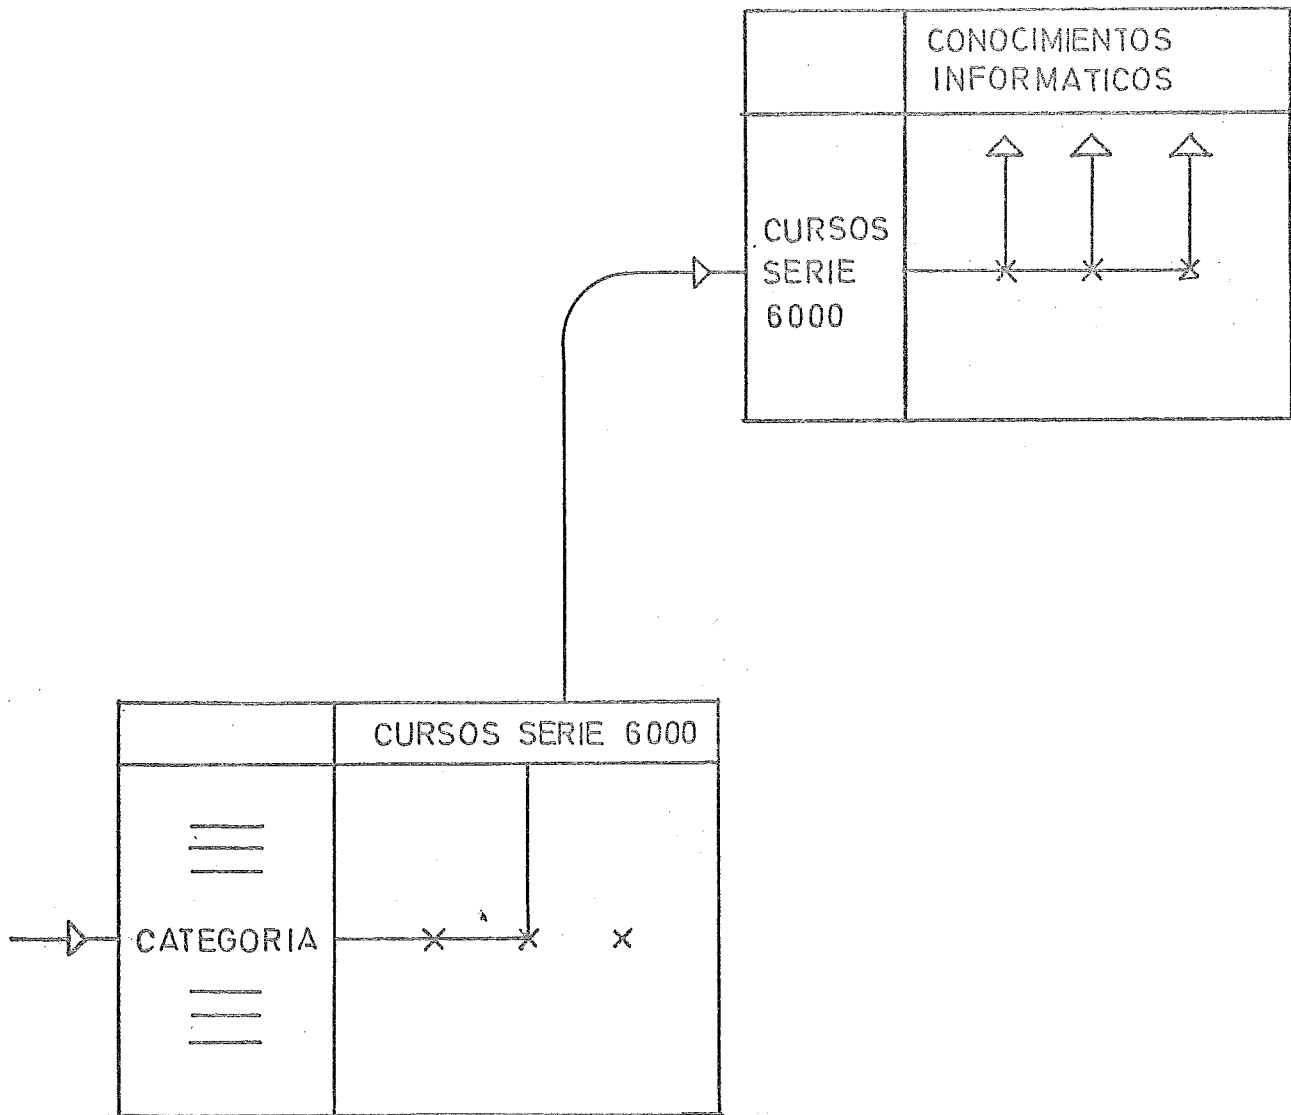 CONOCIMIENTOS
INFORMATICOS
CURSOS
SERIE
6000
CURSOS SERIE 6000
CATEGORIA